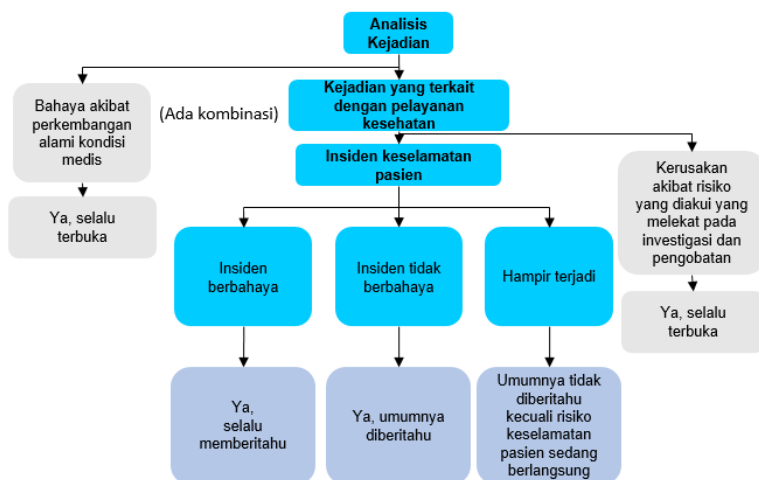 Analisis
Kejadian
Bahaya akibat
perkembangan
alami kondisi
medis
(Ada kombinasi)
Kejadian yang terkait
dengan pelayanan
kesehatan
Insiden keselamatan
pasien
Kerusakan
akibat risiko
yang diakui yang
melekat pada
investigasi dan
pengobatan
Ya, selalu
terbuka
Insiden
berbahaya
Insiden tidak
berbahaya
Hampir terjadi
Ya, selalu
terbuka
Ya,
selalu
memberitahu
Ya, umumnya
diberitahu
Umumnya tidak
diberitahu
kecuali risiko
keselamatan
pasien sedang
berlangsung